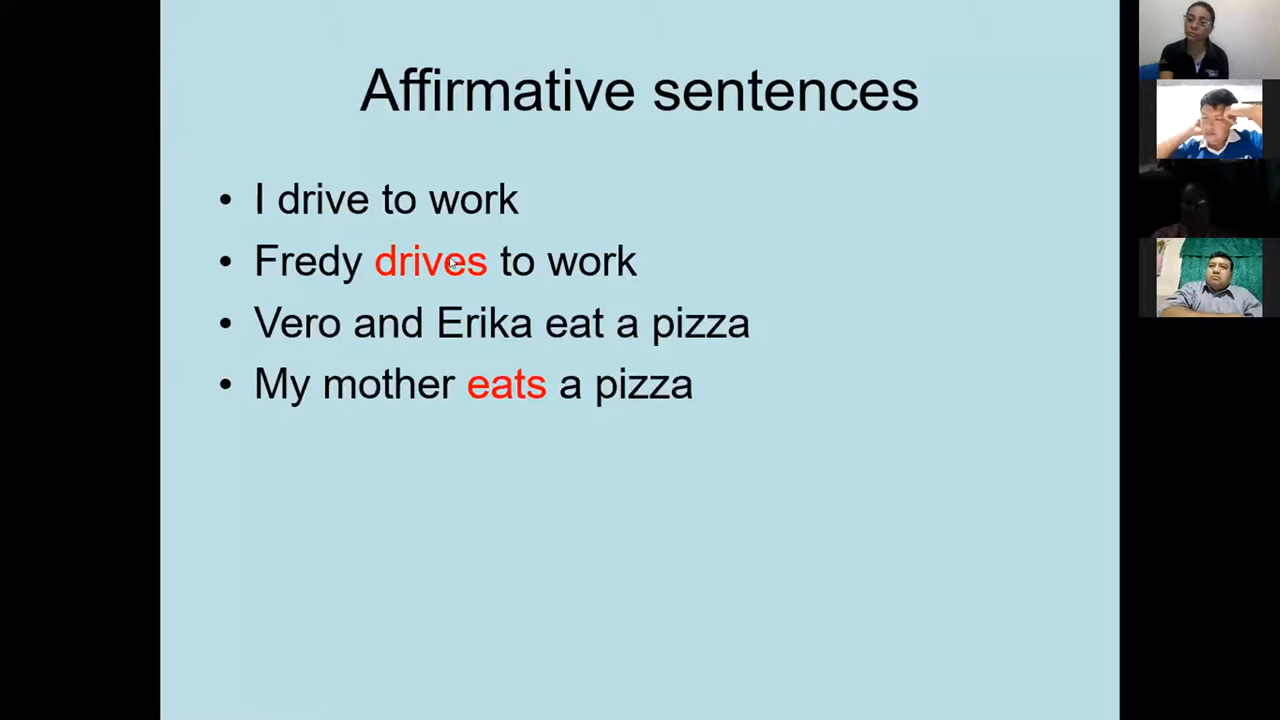 Affirmative sentences
• I drive to work
• Fredy drives to work
• Vero and Erika eat a pizza
• My mother eats a pizza